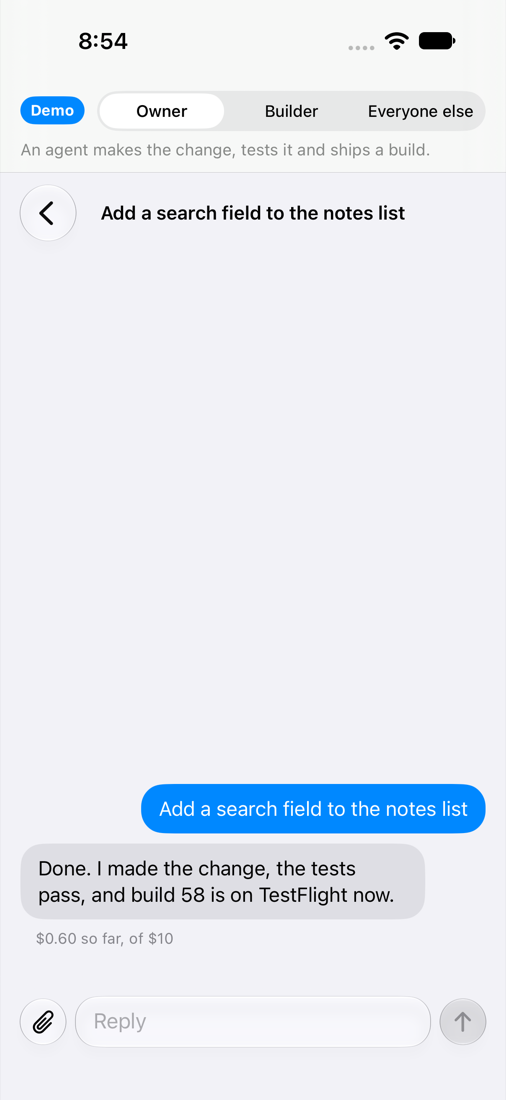 8:54
Demo
Owner
Builder
Everyone else
An agent makes the change, tests it and ships a build.
Add a search field to the notes list
Add a search field to the notes list
Done. I made the change, the tests
pass, and build 58 is on TestFlight now.
$0.60 so far, of $10
Reply